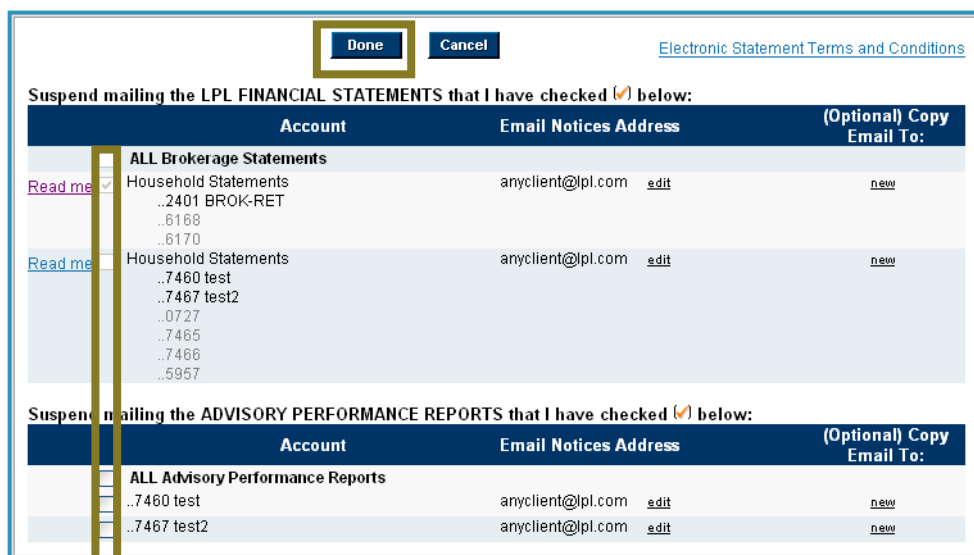 Done Cancel Electronic Statement Terms and Conditions
Suspend mailing the LPL FINANCIAL STATEMENTS that I have checked (✓) below:
Account Email Notices Address (Optional) Copy Email To:
ALL Brokerage Statements
Read me Household Statements anyclient@lpl.com edit new
..2401 BROK-RET
..6168
..6170
Read me Household Statements anyclient@lpl.com edit new
..7460 test
..7467 test2
..0727
..7465
..7466
..5957
Suspend mailing the ADVISORY PERFORMANCE REPORTS that I have checked (✓) below:
Account Email Notices Address (Optional) Copy Email To:
ALL Advisory Performance Reports
..7460 test anyclient@lpl.com edit new
..7467 test2 anyclient@lpl.com edit new